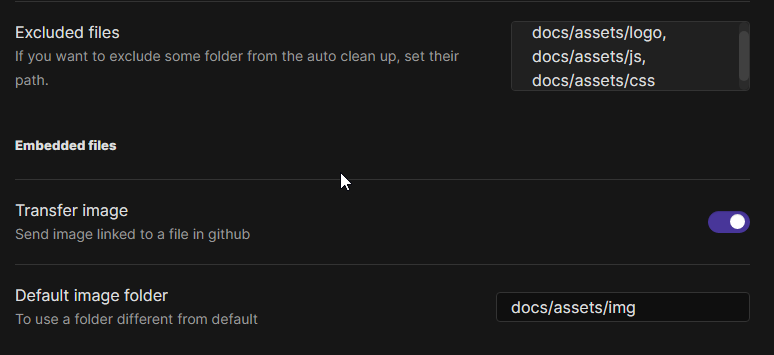 Excluded files
If you want to exclude some folder from the auto clean up, set their
path.
docs/assets/logo,
docs/assets/js,
docs/assets/css
Embedded files
Transfer image
Send image linked to a file in github
Default image folder
To use a folder different from default
docs/assets/img